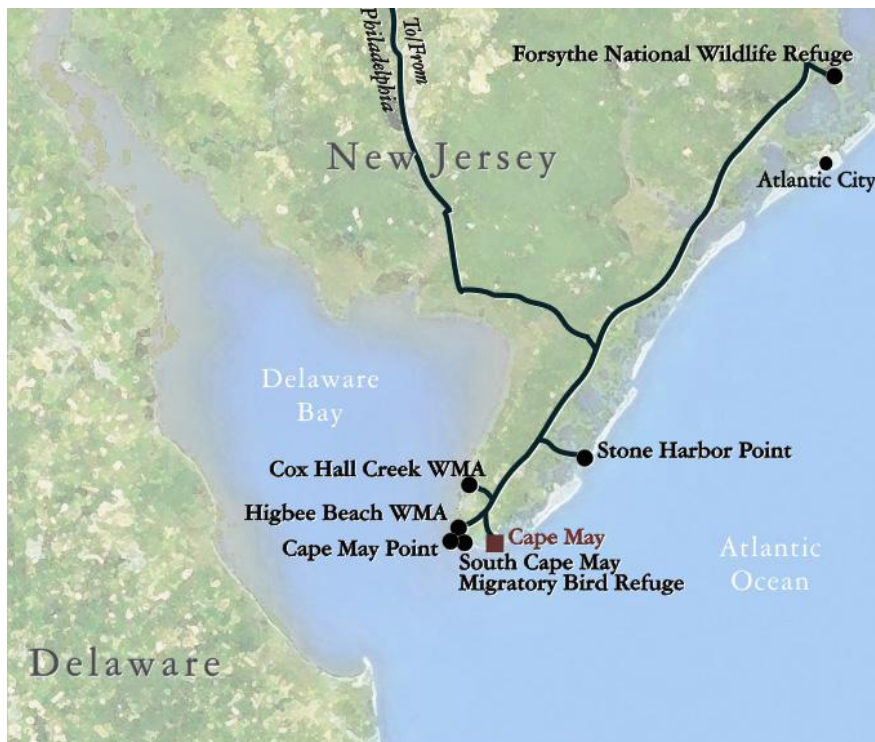 To/From
Philadelphia
Forsythe National Wildlife Refuge
New Jersey
Atlantic City
Delaware
Bay
Stone Harbor Point
Cox Hall Creek WMA
Higbee Beach WMA
Cape May
Cape May Point
South Cape May
Migratory Bird Refuge
Atlantic
Ocean
Delaware